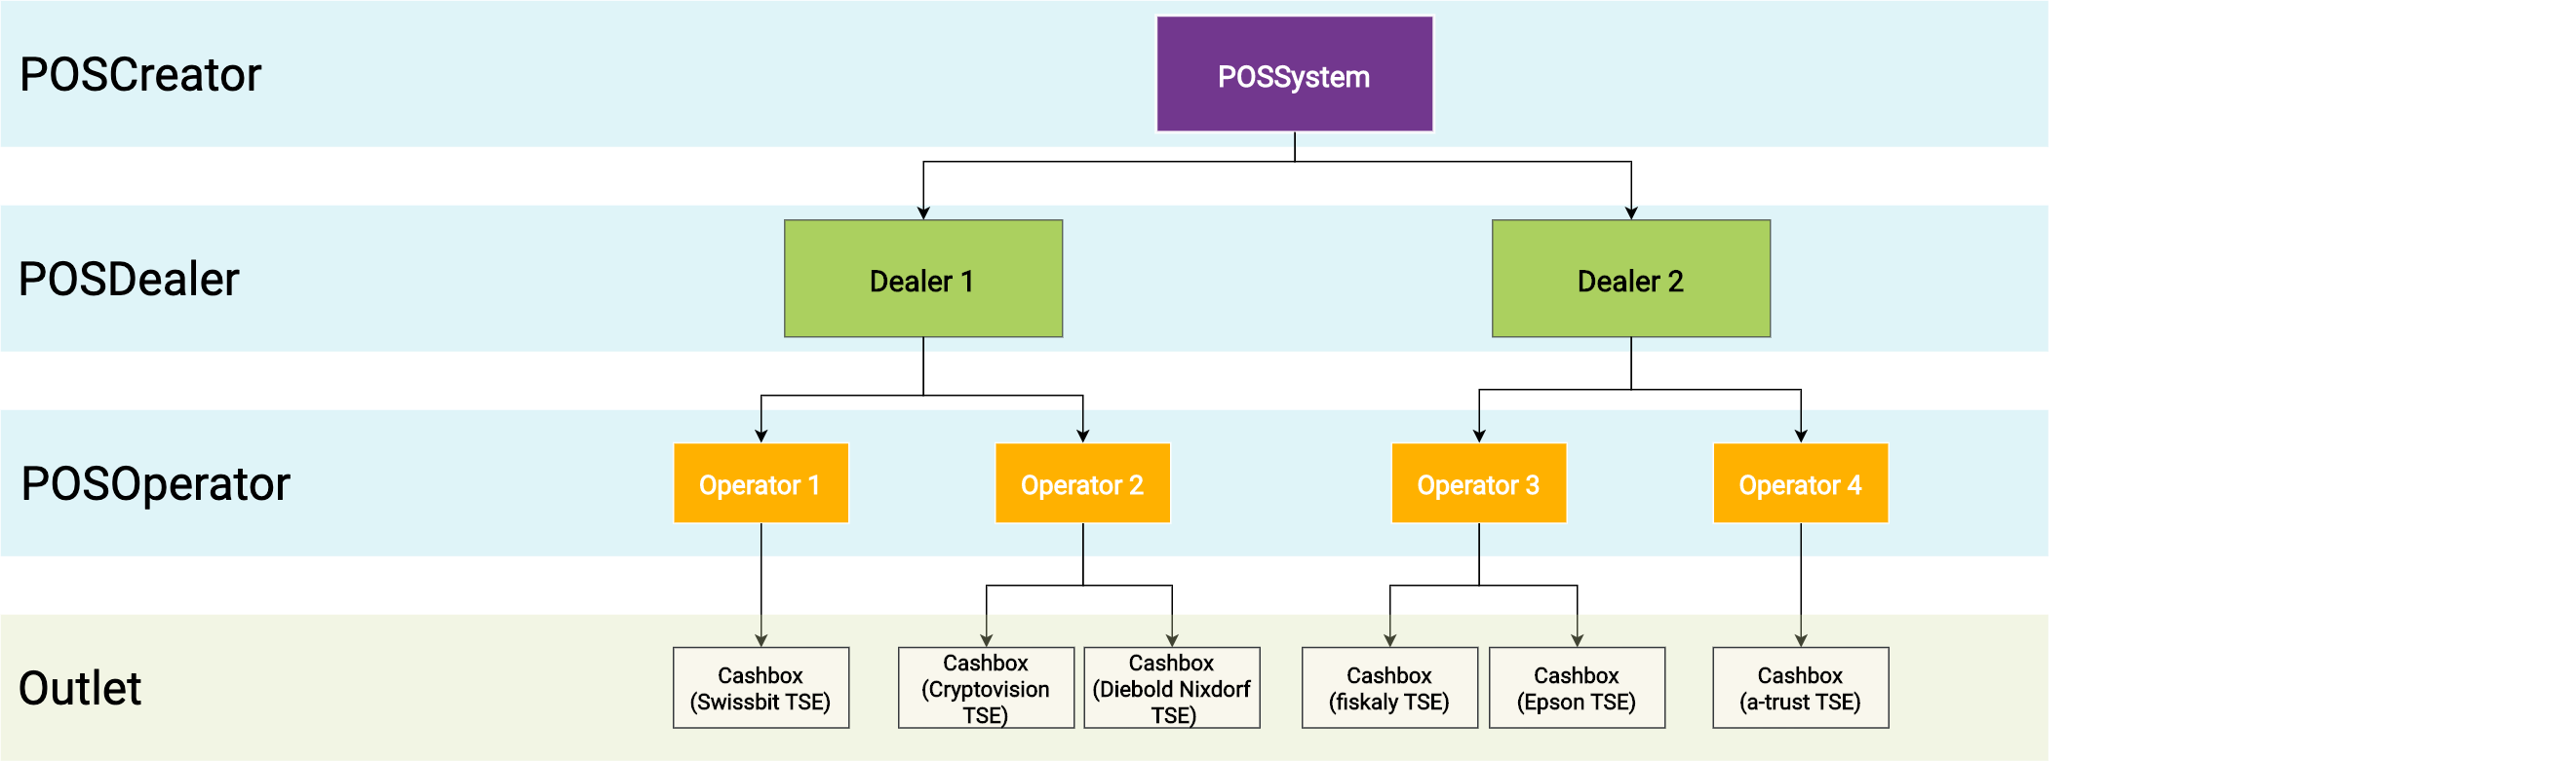 POSCreator
POSSystem
POSDealer
Dealer 1
Dealer 2
POSOperator
Operator 1
Operator 2
Operator 3
Operator 4
Outlet
Cashbox
(Swissbit TSE)
Cashbox
(Cryptovision
TSE)
Cashbox
(Diebold Nixdorf
TSE)
Cashbox
(fiskaly TSE)
Cashbox
(Epson TSE)
Cashbox
(a-trust TSE)